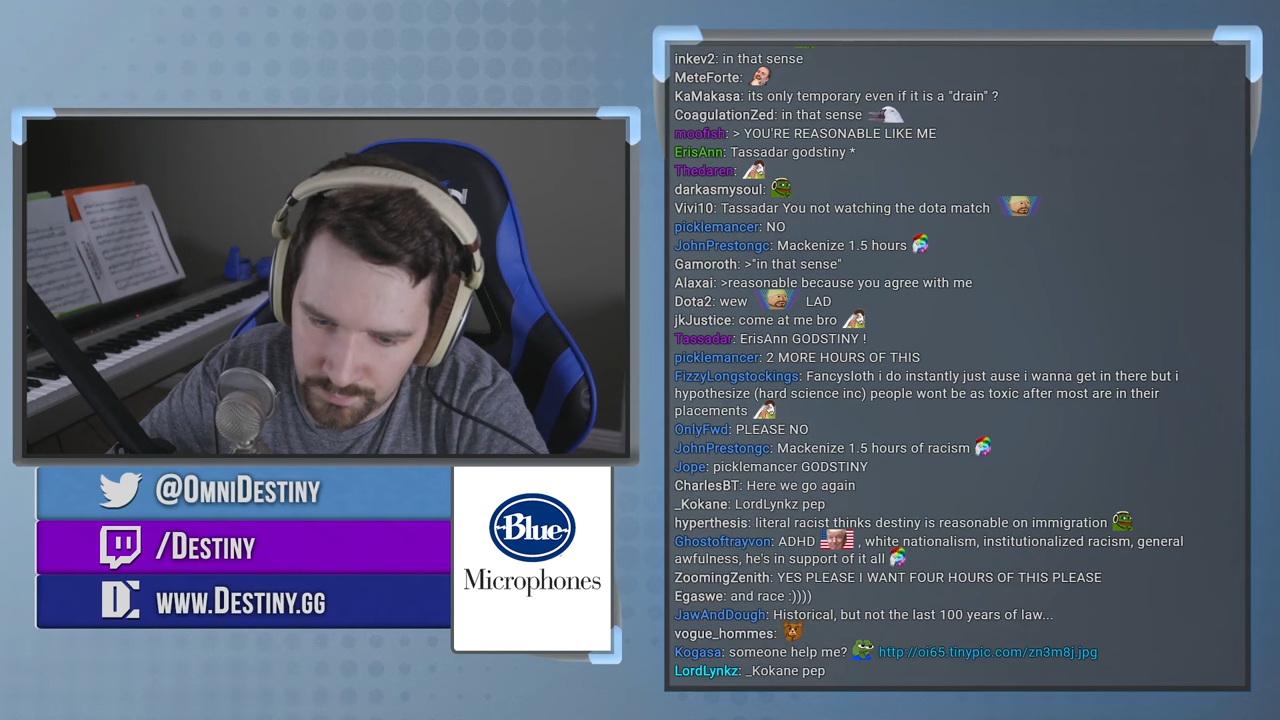 inkev2: in that sense
MeteForte:
KaMakasa: its only temporary even if it is a "drain" ?
CoagulationZed: in that sense
moofish: > YOU'RE REASONABLE LIKE ME
ErisAnn: Tassadar godstiny *
Thedaren:
darkasmysoul:
Vivi10: Tassadar You not watching the dota match
picklemancer: NO
JohnPrestongc: Mackenize 1.5 hours
Gamoroth: >"in that sense"
Alaxai: >reasonable because you agree with me
Dota2: wew LAD
jkJustice: come at me bro
Tassadar: ErisAnn GODSTINY !
picklemancer: 2 MORE HOURS OF THIS
FizzyLongstockings: Fancysloth i do instantly just ause i wanna get in there but i
hypothesize (hard science inc) people wont be as toxic after most are in their
placements
OnlyFwd: PLEASE NO
JohnPrestongc: Mackenize 1.5 hours of racism
Jope: picklemancer GODSTINY
CharlesBT: Here we go again
_Kokane: LordLynkz pep
hyperthesis: literal rscist thinks destiny is reasonable on immigration
Ghostoftrayvon: ADHD , white nationalism, institutionalized racism, general
awfulness, he's in support of it all
ZoomingZenith: YES PLEASE I WANT FOUR HOURS OF THIS PLEASE
Egaswe: and race :))))
JawAndDough: Historical, but not the last 100 years of law...
vogue_hommes:
Kogasa: someone help me? http://oi65.tinypic.com/zn3m8j.jpg
LordLynkz: _Kokane pep
@OmniDestiny
/Destiny
www.Destiny.gg
Blue
Microphones